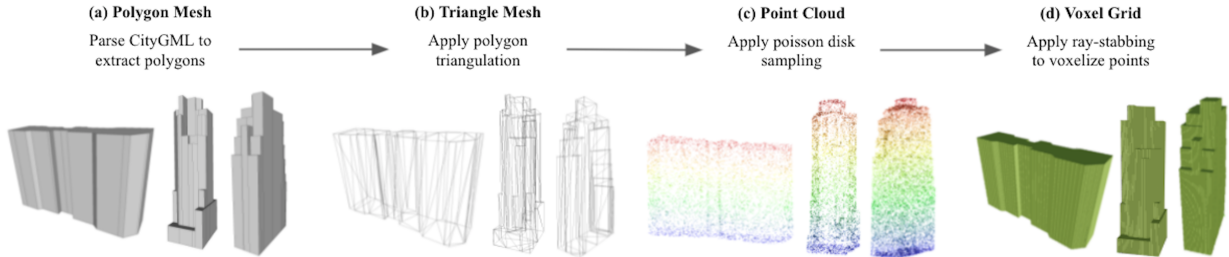 (a) Polygon Mesh
Parse CityGML to
extract polygons
(b) Triangle Mesh
Apply polygon
triangulation
(c) Point Cloud
Apply poisson disk
sampling
(d) Voxel Grid
Apply ray-stabbing
to voxelize points